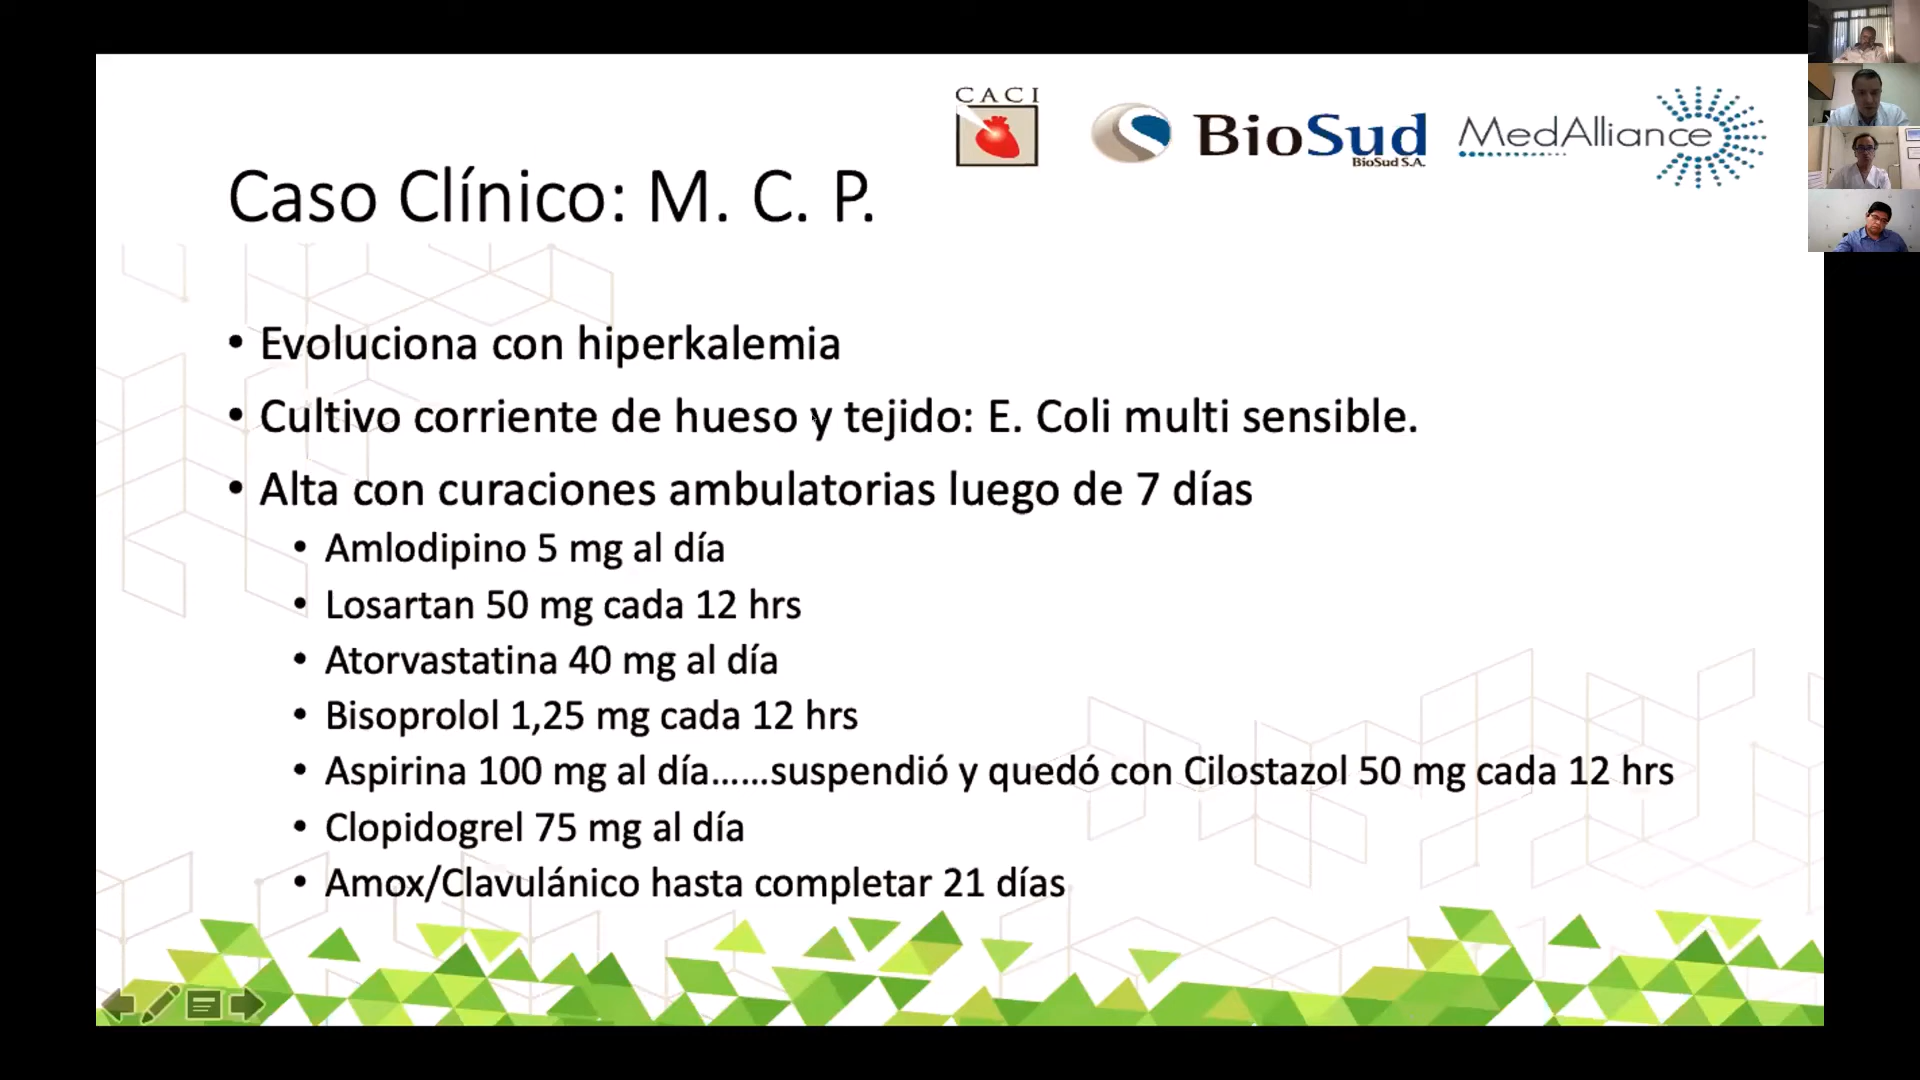 CACI
BioSud
BioSud S.A.
MedAlliance
Caso Clínico: M. C. P.
• Evoluciona con hiperkalemia
• Cultivo corriente de hueso y tejido: E. Coli multi sensible.
• Alta con curaciones ambulatorias luego de 7 días
• Amlodipino 5 mg al día
• Losartan 50 mg cada 12 hrs
• Atorvastatina 40 mg al día
• Bisoprolol 1,25 mg cada 12 hrs
• Aspirina 100 mg al día……suspendió y quedó con Cilostazol 50 mg cada 12 hrs
• Clopidogrel 75 mg al día
• Amox/Clavulánico hasta completar 21 días